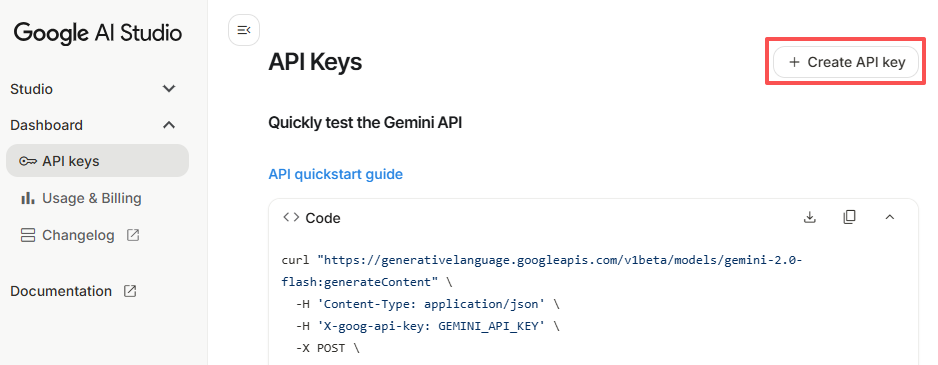 Google AI Studio
Studio
Dashboard
API keys
Usage & Billing
Changelog
Documentation
API Keys
+ Create API key
Quickly test the Gemini API
API quickstart guide
<> Code
curl "https://generativelanguage.googleapis.com/v1beta/models/gemini-2.0-
flash:generateContent" \
-H 'Content-Type: application/json' \
-H 'X-goog-api-key: GEMINI_API_KEY' \
-X POST \